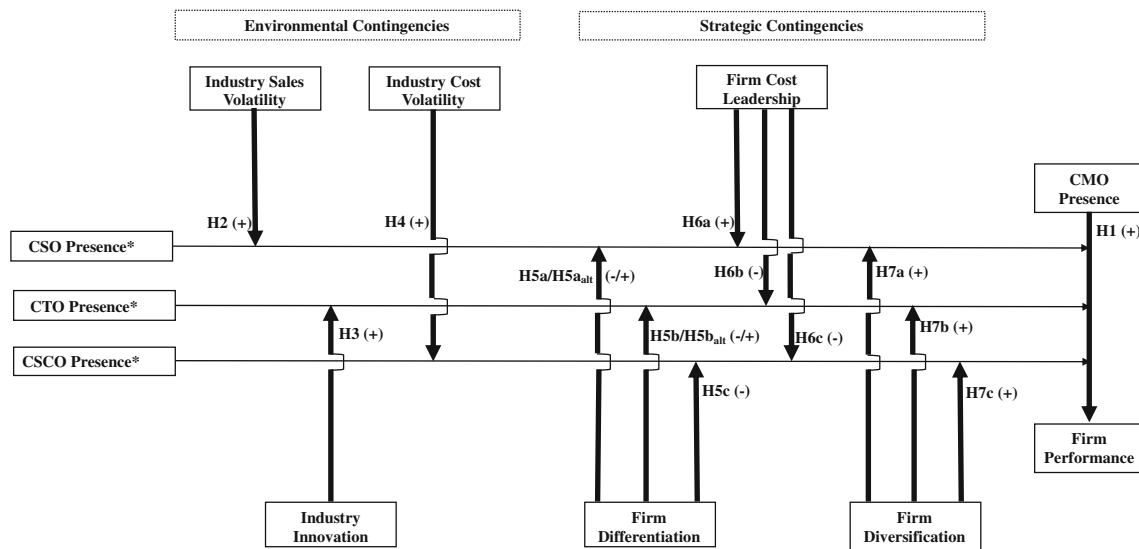 Environmental Contingencies
Strategic Contingencies
Industry Sales
Volatility
Industry Cost
Volatility
Firm Cost
Leadership
CMO
Presence
H2 (+)
H4 (+)
H6a (+)
H1 (+)
CSO Presence*
H5a/H5aalt (-/+)
H6b (-)
H7a (+)
CTO Presence*
H3 (+)
H5b/H5balt (-/+)
H6c (-)
H7b (+)
CSCO Presence*
H5c (-)
H7c (+)
Firm
Performance
Industry
Innovation
Firm
Differentiation
Firm
Diversification